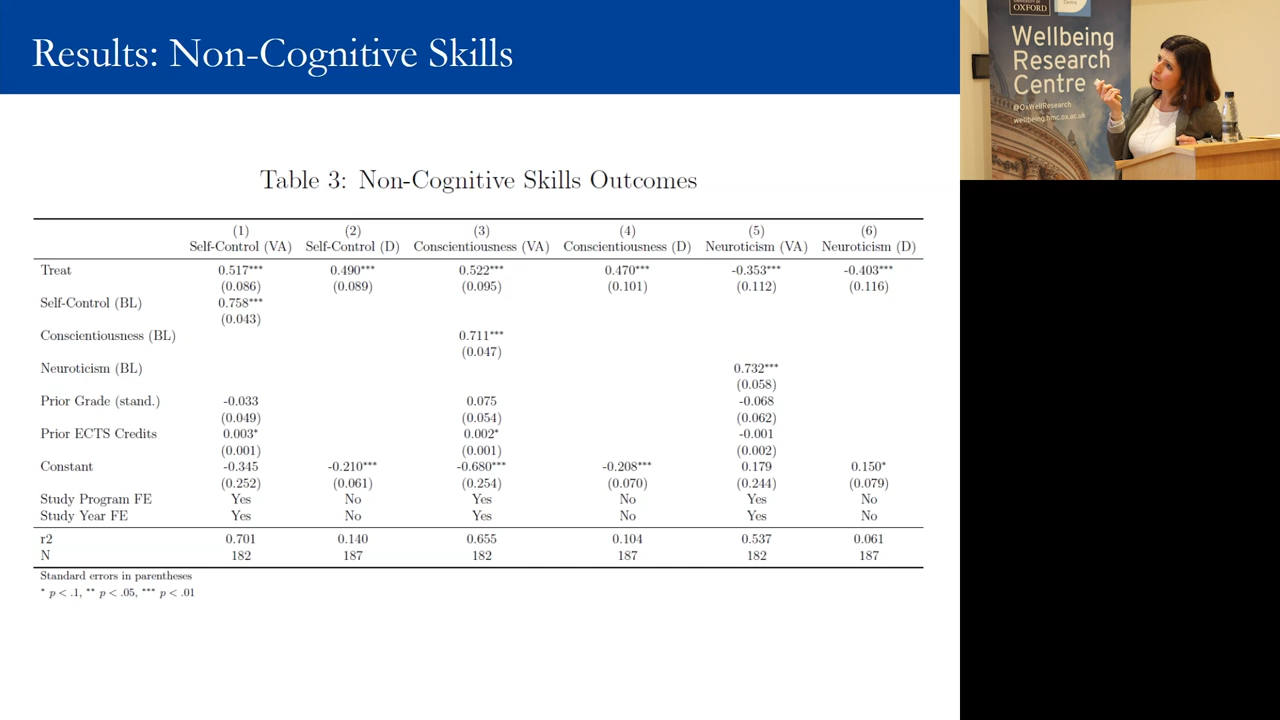 Results: Non-Cognitive Skills
OXFORD
Centre
Wellbeing
Research
Centre
@OxWellResearch
wellbeing.hmc.ox.ac.uk
Table 3: Non-Cognitive Skills Outcomes
(1) (2) (3) (4) (5) (6)
Self-Control (VA) Self-Control (D) Conscientiousness (VA) Conscientiousness (D) Neuroticism (VA) Neuroticism (D)
Treat 0.517*** 0.490*** 0.522*** 0.470*** -0.353*** -0.403***
(0.086) (0.089) (0.095) (0.101) (0.112) (0.116)
Self-Control (BL) 0.758***
(0.043)
Conscientiousness (BL) 0.711***
(0.047)
Neuroticism (BL) 0.732***
(0.058)
Prior Grade (stand.) -0.033 0.075 -0.068
(0.049) (0.054) (0.062)
Prior ECTS Credits 0.003* 0.002* -0.001
(0.001) (0.001) (0.002)
Constant -0.345 -0.210*** -0.680*** -0.208*** 0.179 0.150*
(0.252) (0.061) (0.254) (0.070) (0.244) (0.079)
Study Program FE Yes No Yes No Yes No
Study Year FE Yes No Yes No Yes No
r2 0.701 0.140 0.655 0.104 0.537 0.061
N 182 187 182 187 182 187
Standard errors in parentheses
* p < .1, ** p < .05, *** p < .01